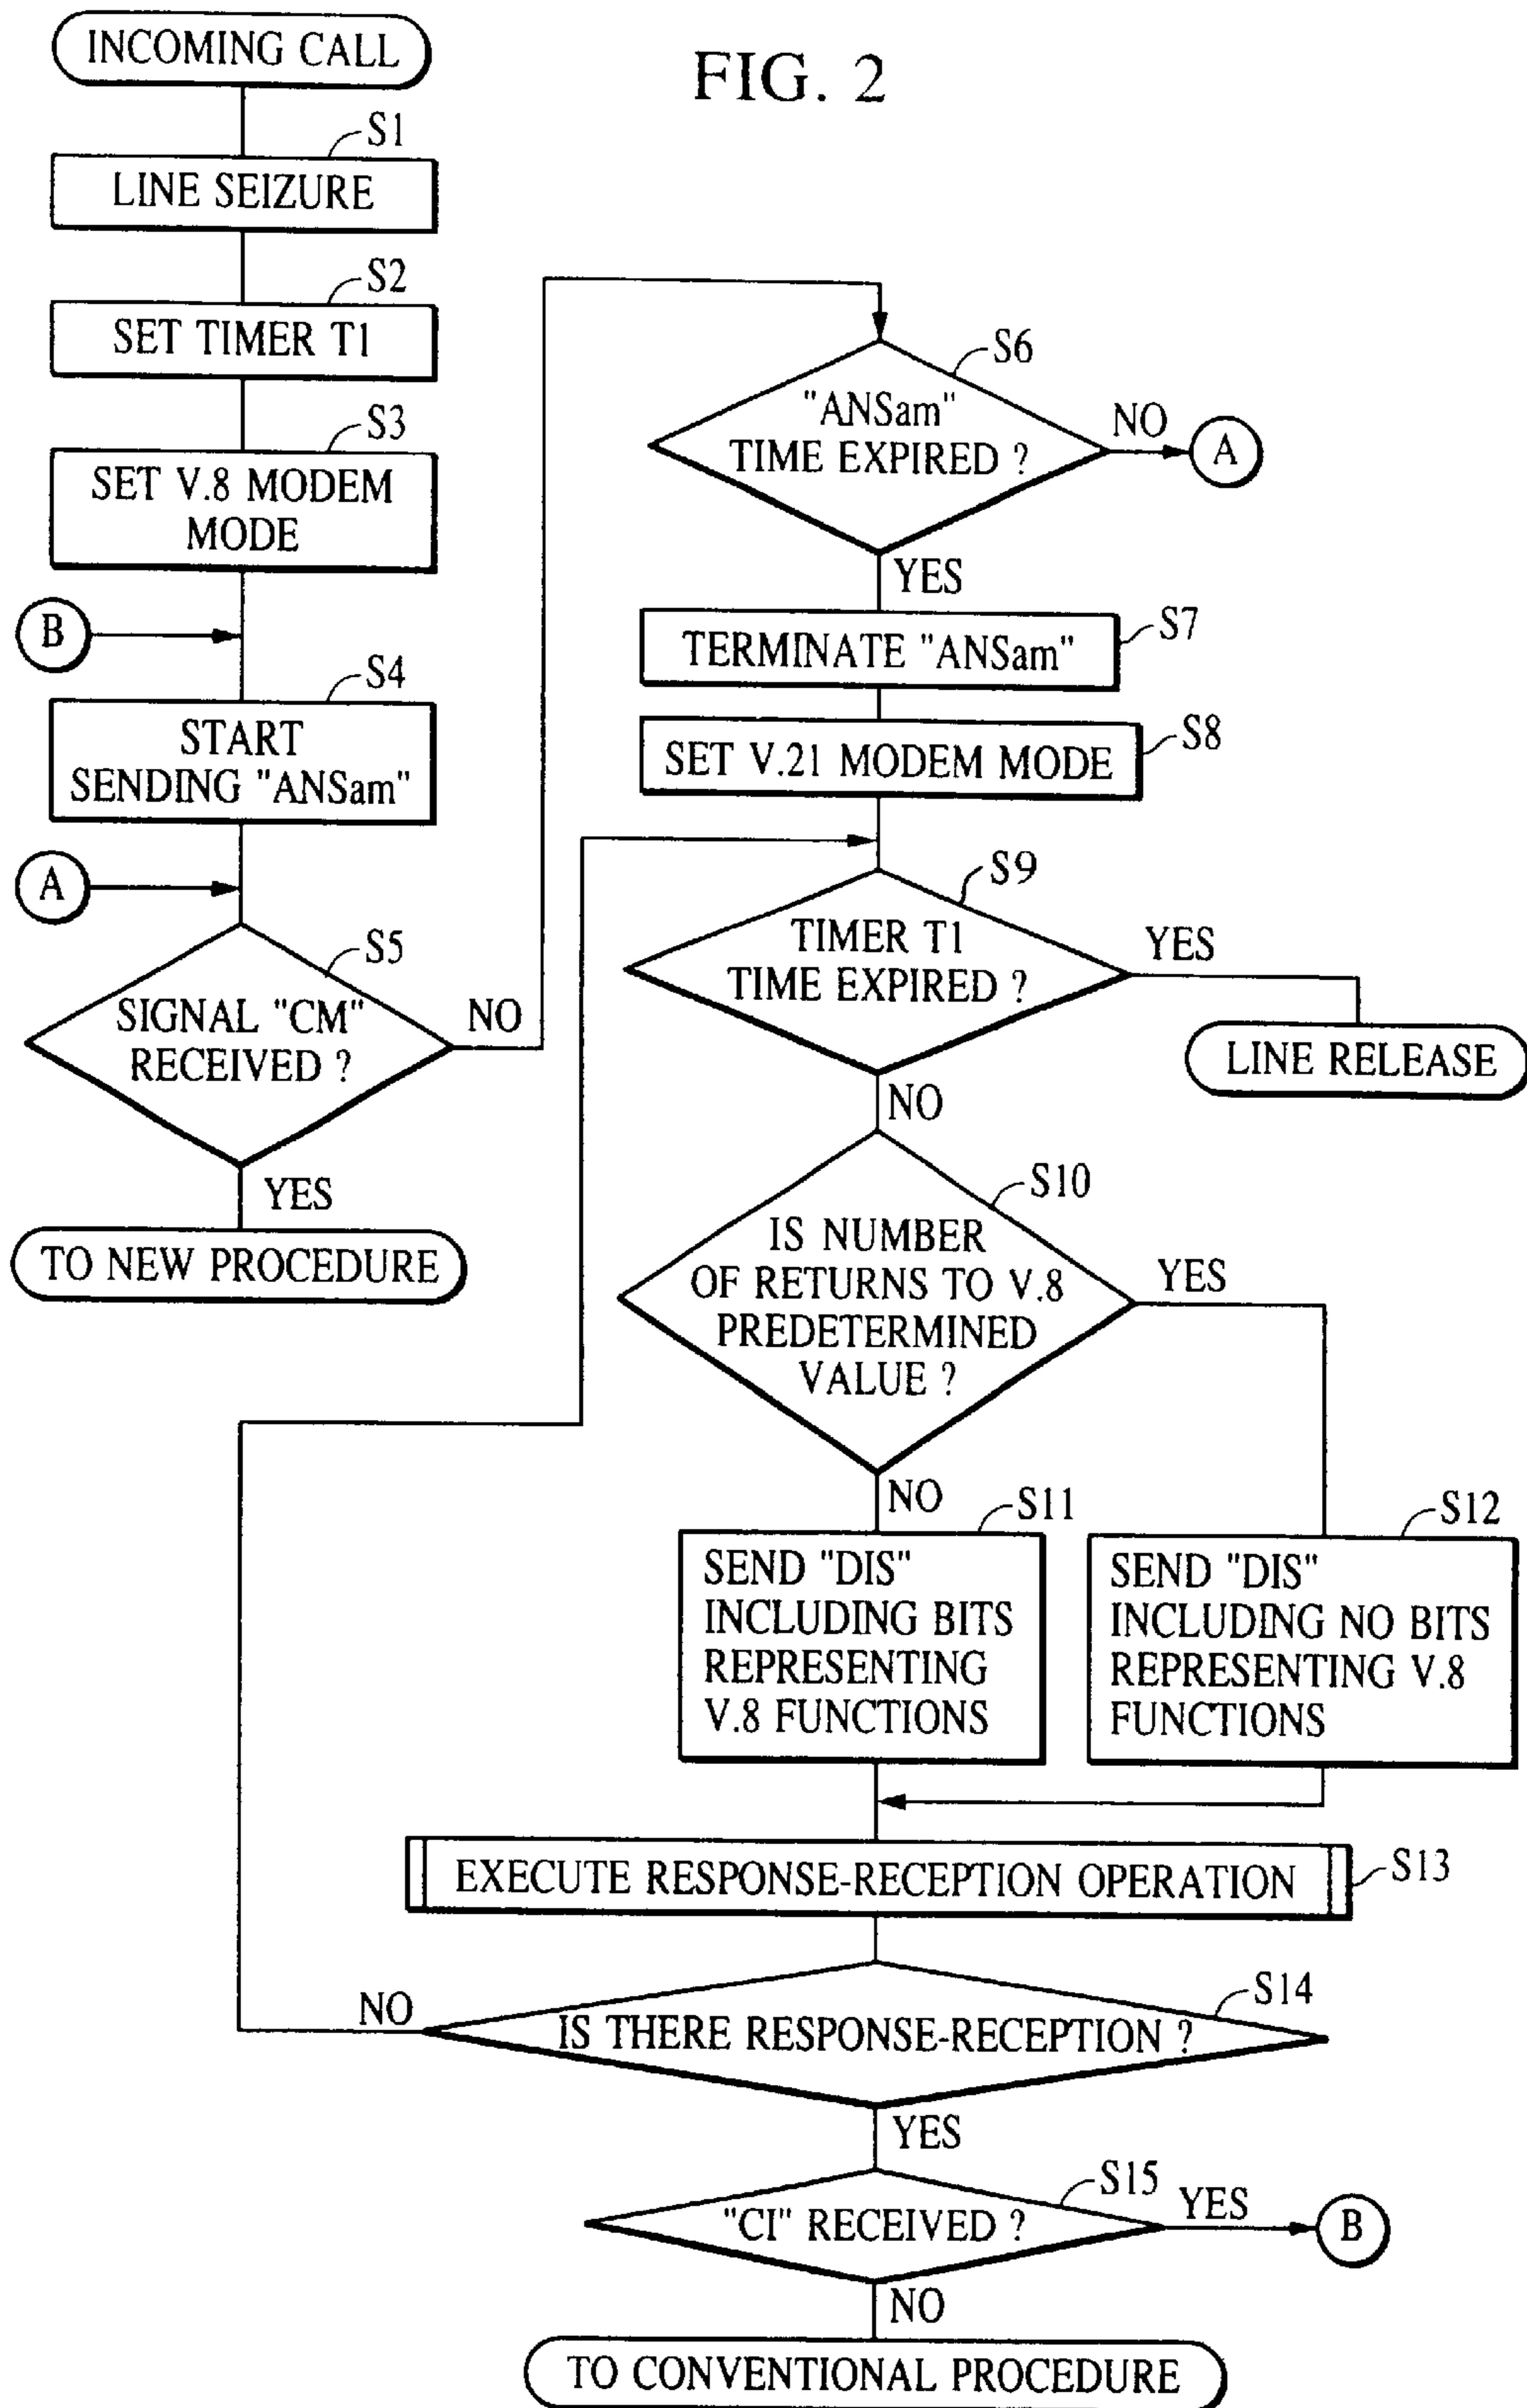 FIG. 2
INCOMING CALL
S1
LINE SEIZURE
S2
SET TIMER T1
S3
SET V.8 MODEM
MODE
B
S4
START
SENDING "ANSam"
A
S5
SIGNAL "CM"
RECEIVED ?
NO
YES
TO NEW PROCEDURE
S6
"ANSam"
TIME EXPIRED ?
NO
A
YES
S7
TERMINATE "ANSam"
S8
SET V.21 MODEM MODE
S9
TIMER T1
TIME EXPIRED ?
YES
LINE RELEASE
NO
S10
IS NUMBER
OF RETURNS TO V.8
PREDETERMINED
VALUE ?
YES
NO
S11
SEND "DIS"
INCLUDING BITS
REPRESENTING
V.8 FUNCTIONS
S12
SEND "DIS"
INCLUDING NO BITS
REPRESENTING V.8
FUNCTIONS
EXECUTE RESPONSE-RECEPTION OPERATION
S13
S14
NO
IS THERE RESPONSE-RECEPTION ?
YES
S15
"CI" RECEIVED ?
YES
B
NO
TO CONVENTIONAL PROCEDURE